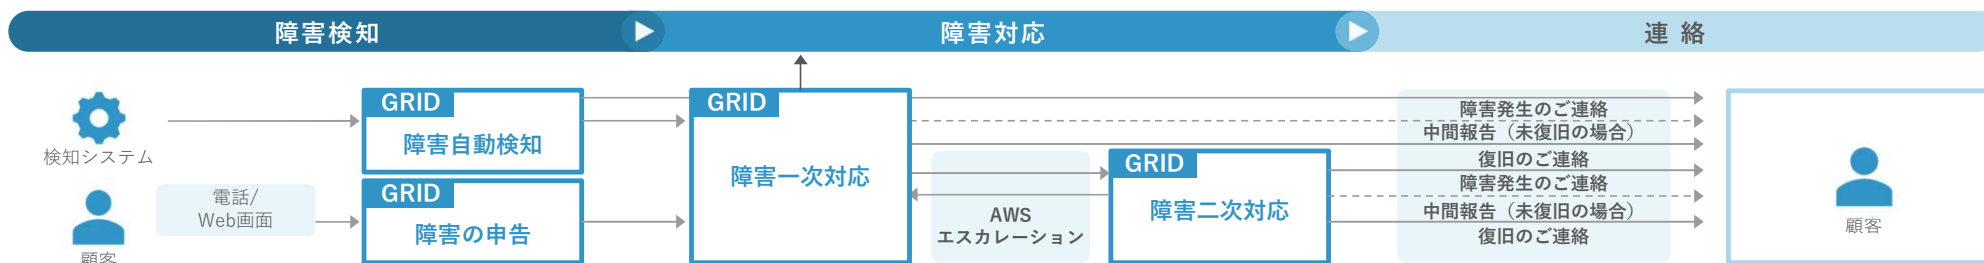 障害検知
障害対応
連 絡
検知システム
顧客
電話/
Web画面
GRID
障害自動検知
GRID
障害の申告
GRID
障害一次対応
AWS
エスカレーション
GRID
障害二次対応
障害発生のご連絡
中間報告（未復旧の場合）
復旧のご連絡
障害発生のご連絡
中間報告（未復旧の場合）
復旧のご連絡
顧客